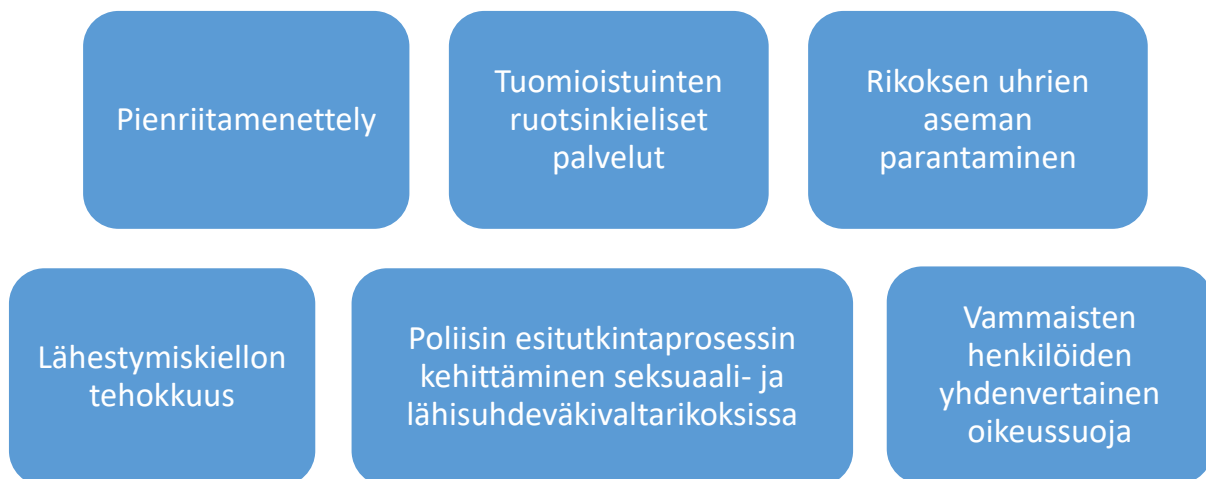 Pienriitamenettely
Tuomioistuinten
ruotsinkieliset
palvelut
Rikoksen uhrien
aseman
parantaminen
Lähestymiskiellon
tehokkuus
Poliisin esitutkintaprosessin
kehittäminen seksuaali- ja
lähisuhdeväkivaltarikoksissa
Vammaisten
henkilöiden
yhdenvertainen
oikeussuoja